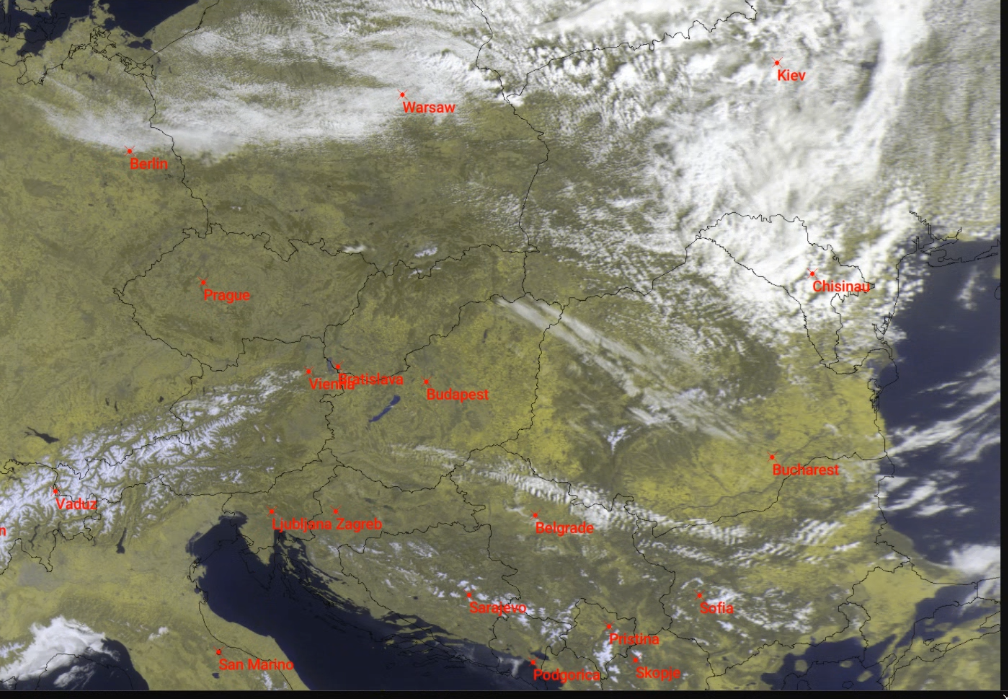 Kiev
Warsaw
Berlin
Chisinau
Prague
Vienna
Bratislava
Budapest
Bucharest
Vaduz
n
Ljubljana
Zagreb
Belgrade
Sarajevo
Sofia
Pristina
San Marino
Podgorica
Skopje